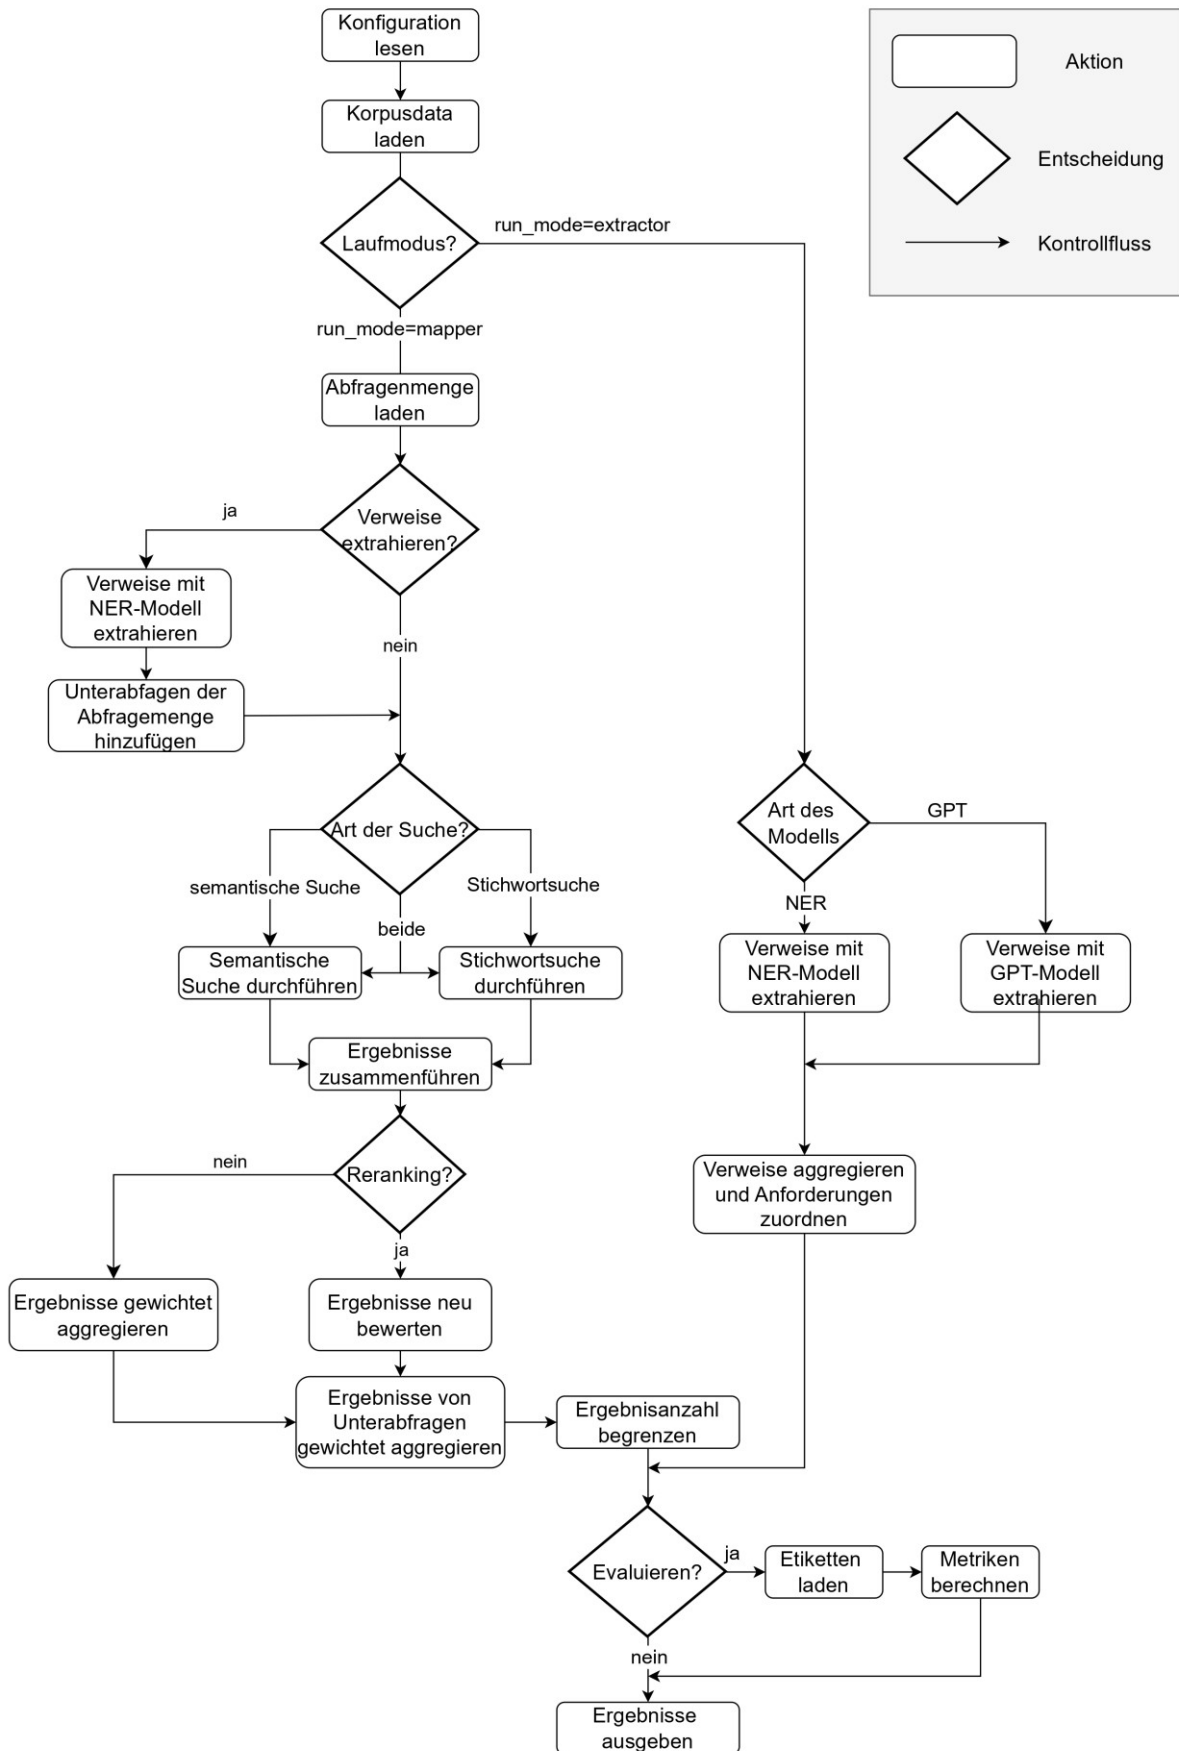 Konfiguration
lesen
Aktion
Korpusdata
laden
Entscheidung
run_mode=extractor
Laufmodus?
Kontrollfluss
run_mode=mapper
Abfragenmenge
laden
ja
Verweise
extrahieren?
Verweise mit
NER-Modell
extrahieren
nein
Unterabfagen der
Abfragemenge
hinzufügen
Art der Suche?
Art des
Modells
GPT
semantische Suche
Stichwortsuche
beide
NER
Semantische
Suche durchführen
Stichwortsuche
durchführen
Verweise mit
NER-Modell
extrahieren
Verweise mit
GPT-Modell
extrahieren
Ergebnisse
zusammenführen
nein
Reranking?
Verweise aggregieren
und Anforderungen
zuordnen
ja
Ergebnisse gewichtet
aggregieren
Ergebnisse neu
bewerten
Ergebnisse von
Unterabfragen
gewichtet aggregieren
Ergebnisanzahl
begrenzen
Evaluieren?
ja
Etiketten
laden
Metriken
berechnen
nein
Ergebnisse
ausgeben